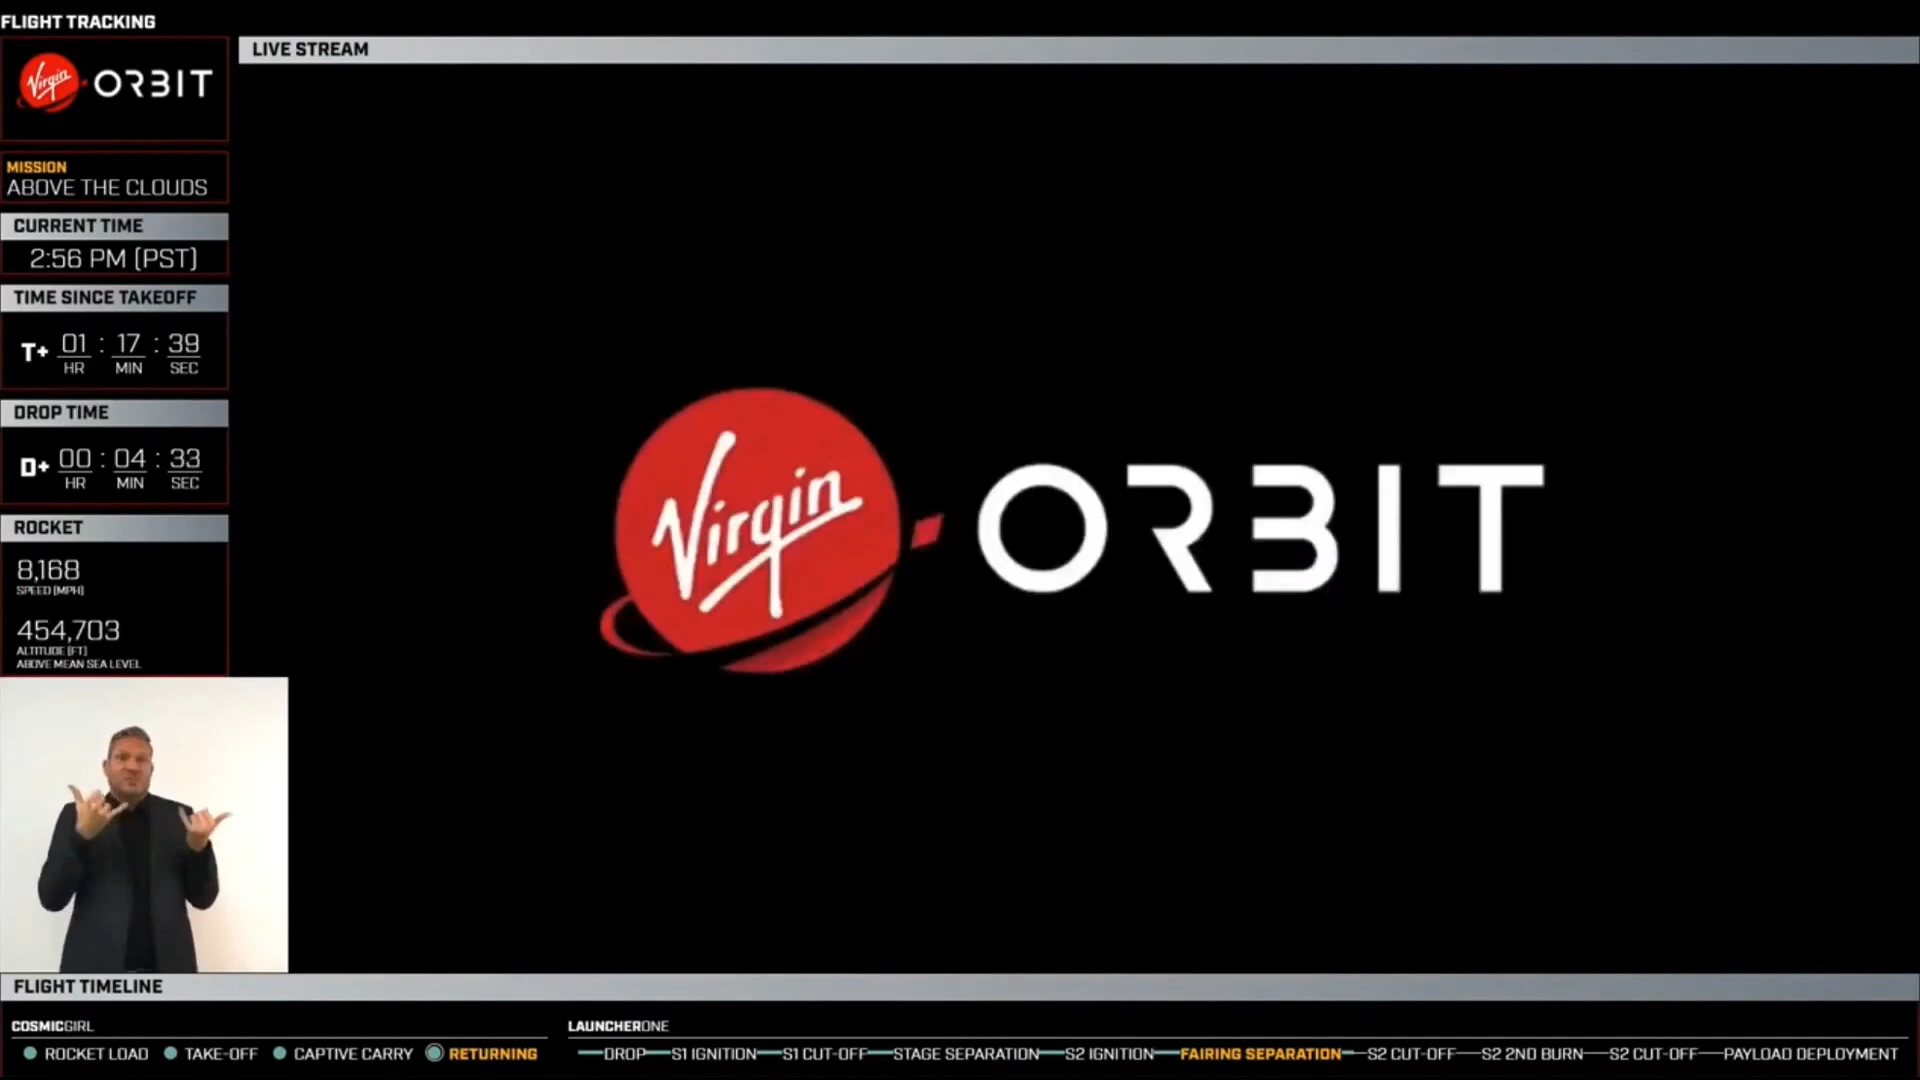 FLIGHT TRACKING
Virgin ORBIT
MISSION
ABOVE THE CLOUDS
CURRENT TIME
2:56 PM (PST)
TIME SINCE TAKEOFF
T+ 01 : 17 : 39
HR MIN SEC
DROP TIME
D+ 00 : 04 : 33
HR MIN SEC
ROCKET
8,168
SPEED (MPH)
454,703
ALTITUDE (FT)
ABOVE MEAN SEA LEVEL
LIVE STREAM
Virgin ORBIT
FLIGHT TIMELINE
COSMICGIRL
ROCKET LOAD TAKE-OFF CAPTIVE CARRY RETURNING
LAUNCHERONE
DROP S1 IGNITION S1 CUT-OFF STAGE SEPARATION S2 IGNITION FAIRING SEPARATION S2 CUT-OFF S2 2ND BURN S2 CUT-OFF PAYLOAD DEPLOYMENT